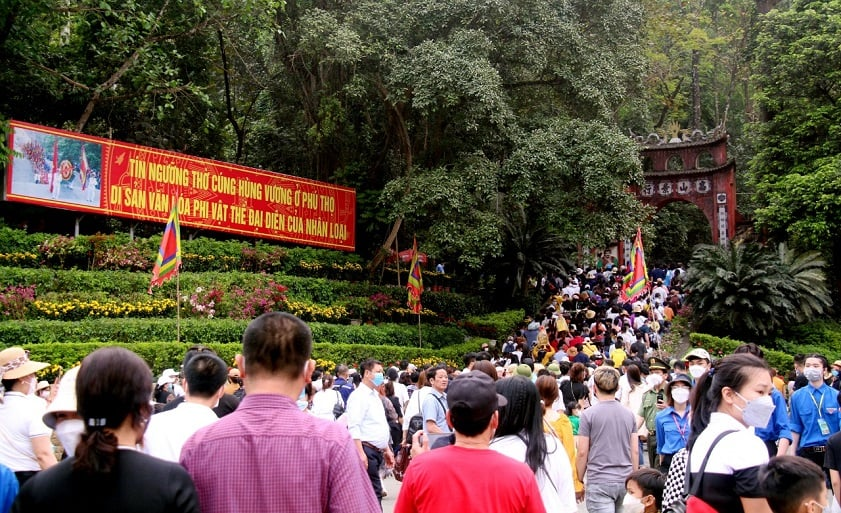 TÍN NGƯỠNG THỜ CÚNG HÙNG VƯƠNG Ở PHÚ THỌ
DI SẢN VĂN HÓA PHI VẬT THỂ ĐẠI DIỆN CỦA NHÂN LOẠI